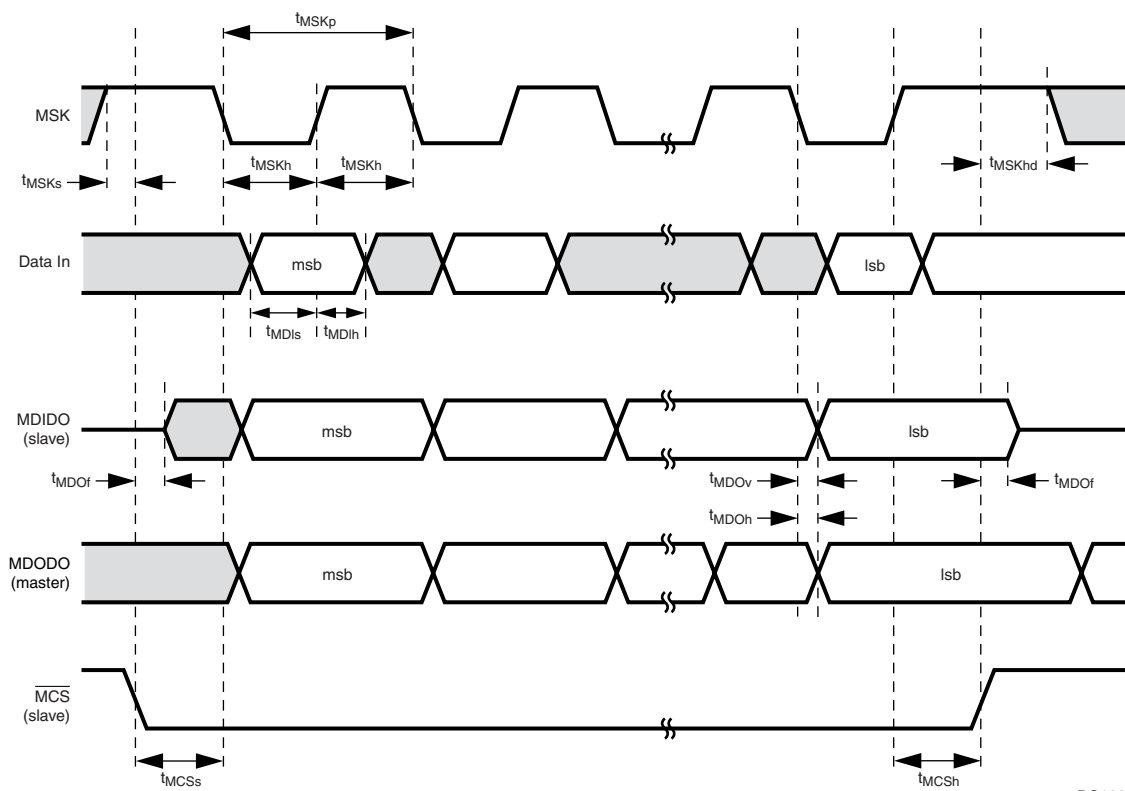 tMSKp
MSK
tMSKh
tMSKh
tMSKs
tMSKhd
Data In
msb
lsb
tMDIs
tMDIh
MDIDO
(slave)
msb
lsb
tMDOf
tMDOv
tMDOf
tMDOh
MDODO
(master)
msb
lsb
MCS
(slave)
tMCSs
tMCSh